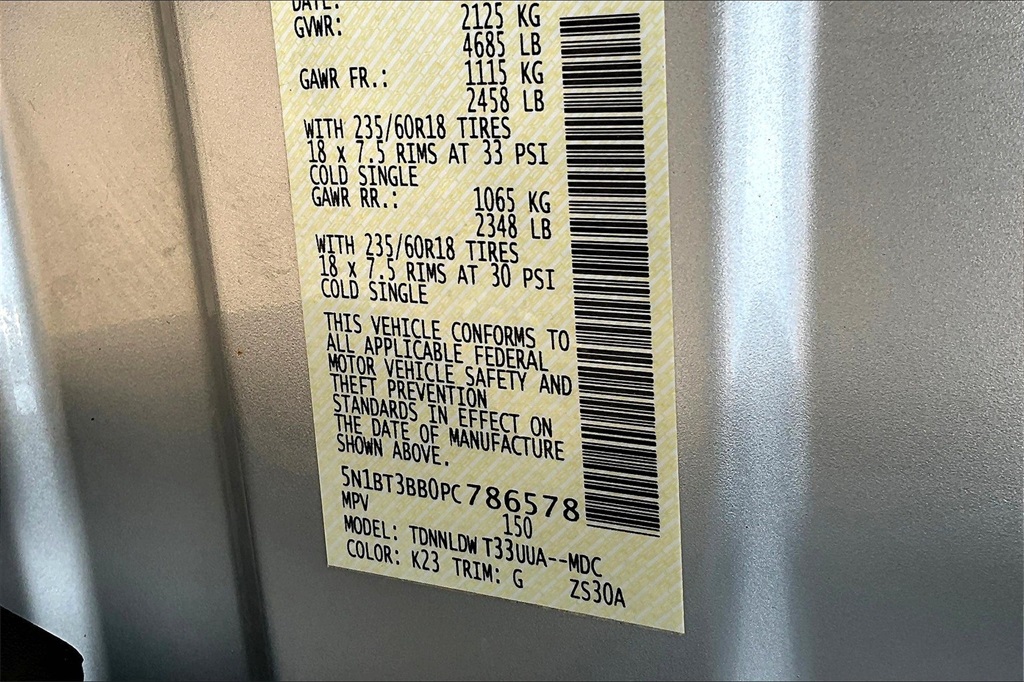 DATE:
GVWR: 2125 KG
4685 LB
GAWR FR.: 1115 KG
2458 LB
WITH 235/60R18 TIRES
18 x 7.5 RIMS AT 33 PSI
COLD SINGLE
GAWR RR.: 1065 KG
2348 LB
WITH 235/60R18 TIRES
18 x 7.5 RIMS AT 30 PSI
COLD SINGLE
THIS VEHICLE CONFORMS TO
ALL APPLICABLE FEDERAL
MOTOR VEHICLE SAFETY AND
THEFT PREVENTION
STANDARDS IN EFFECT ON
THE DATE OF MANUFACTURE
SHOWN ABOVE.
5N1BT3BB0PC786578
MPV 150
MODEL: TDNNLDW T33UUA--MDC
COLOR: K23 TRIM: G ZS30A